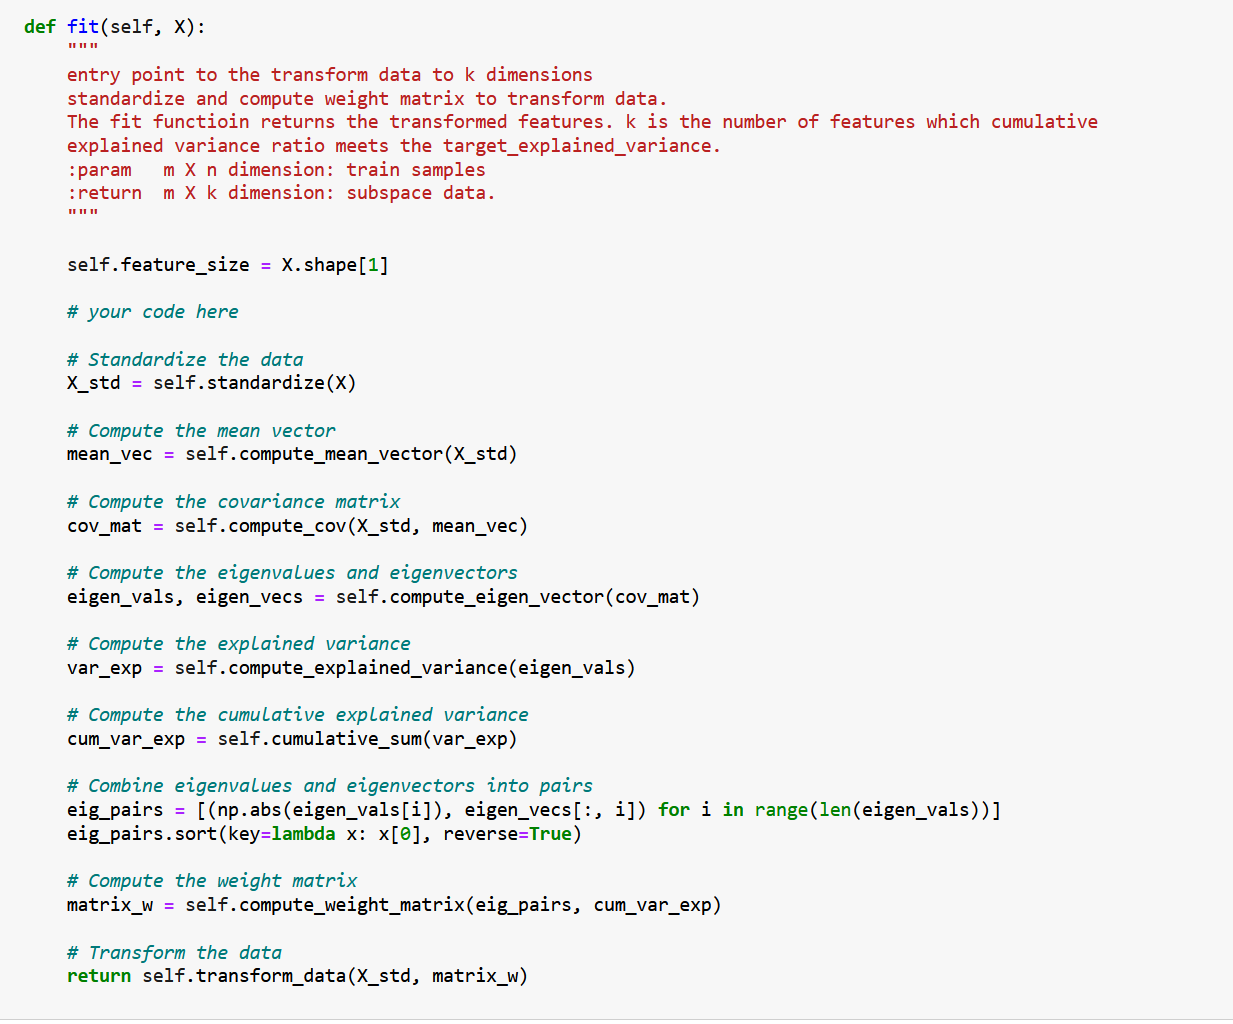 def fit(self, X):
"""
entry point to the transform data to k dimensions
standardize and compute weight matrix to transform data.
The fit functioin returns the transformed features. k is the number of features which cumulative
explained variance ratio meets the target_explained_variance.
:param   m X n dimension: train samples
:return  m X k dimension: subspace data.
"""
self.feature_size = X.shape[1]
# your code here
# Standardize the data
X_std = self.standardize(X)
# Compute the mean vector
mean_vec = self.compute_mean_vector(X_std)
# Compute the covariance matrix
cov_mat = self.compute_cov(X_std, mean_vec)
# Compute the eigenvalues and eigenvectors
eigen_vals, eigen_vecs = self.compute_eigen_vector(cov_mat)
# Compute the explained variance
var_exp = self.compute_explained_variance(eigen_vals)
# Compute the cumulative explained variance
cum_var_exp = self.cumulative_sum(var_exp)
# Combine eigenvalues and eigenvectors into pairs
eig_pairs = [(np.abs(eigen_vals[i]), eigen_vecs[:, i]) for i in range(len(eigen_vals))]
eig_pairs.sort(key=lambda x: x[0], reverse=True)
# Compute the weight matrix
matrix_w = self.compute_weight_matrix(eig_pairs, cum_var_exp)
# Transform the data
return self.transform_data(X_std, matrix_w)